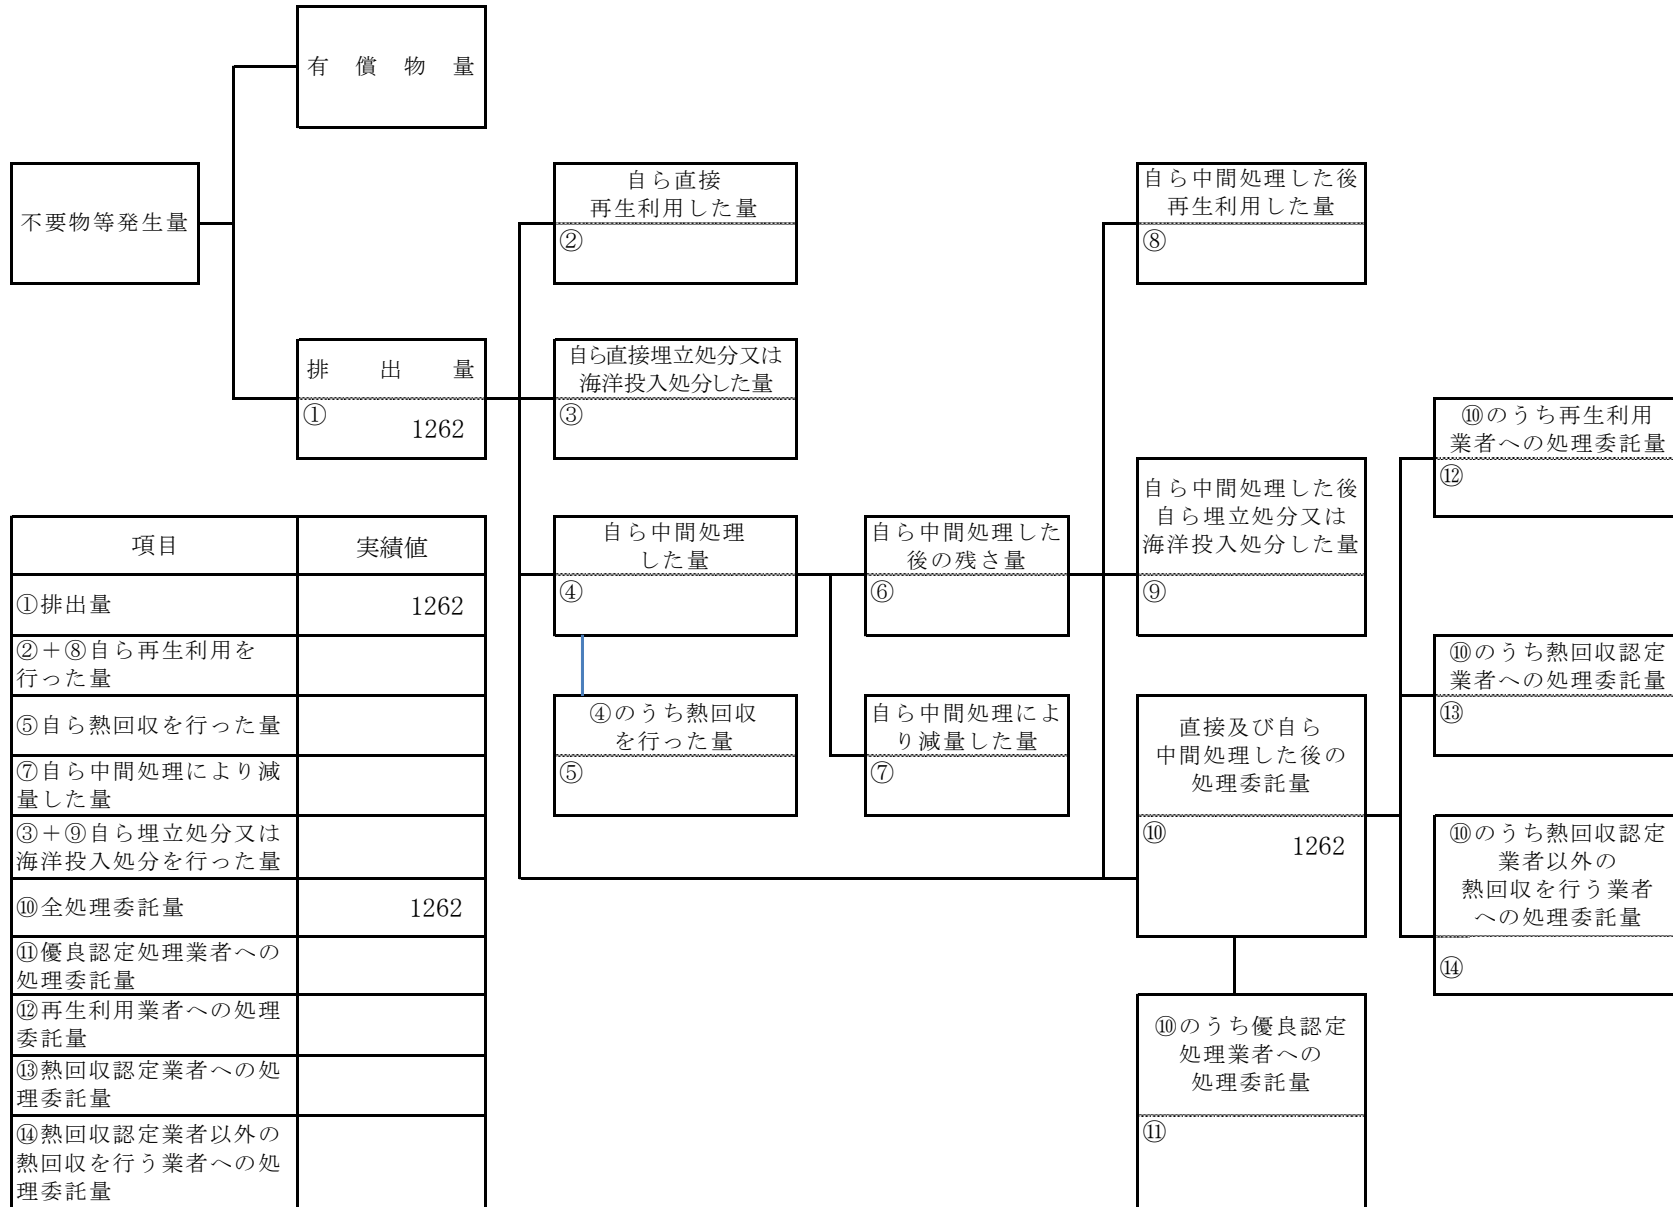 有償物量
不要物等発生量
自ら直接
再生利用した量
②
自ら中間処理した後
再生利用した量
⑧
排出量
①
1262
自ら直接埋立処分又は
海洋投入処分した量
③
⑩のうち再生利用
業者への処理委託量
⑫
自ら中間処理
した量
④
自ら中間処理した
後の残さ量
⑥
自ら中間処理した後
自ら埋立処分又は
海洋投入処分した量
⑨
④のうち熱回収
を行った量
⑤
自ら中間処理によ
り減量した量
⑦
直接及び自ら
中間処理した後の
処理委託量
⑩
1262
⑩のうち熱回収認定
業者への処理委託量
⑬
⑩のうち熱回収認定
業者以外の
熱回収を行う業者
への処理委託量
⑭
⑩のうち優良認定
処理業者への
処理委託量
⑪
項目 実績値
①排出量 1262
②+⑧自ら再生利用を
行った量
⑤自ら熱回収を行った量
⑦自ら中間処理により減
量した量
③+⑨自ら埋立処分又は
海洋投入処分を行った量
⑩全処理委託量 1262
⑪優良認定処理業者への
処理委託量
⑫再生利用業者への処理
委託量
⑬熱回収認定業者への処
理委託量
⑭熱回収認定業者以外の
熱回収を行う業者への処
理委託量